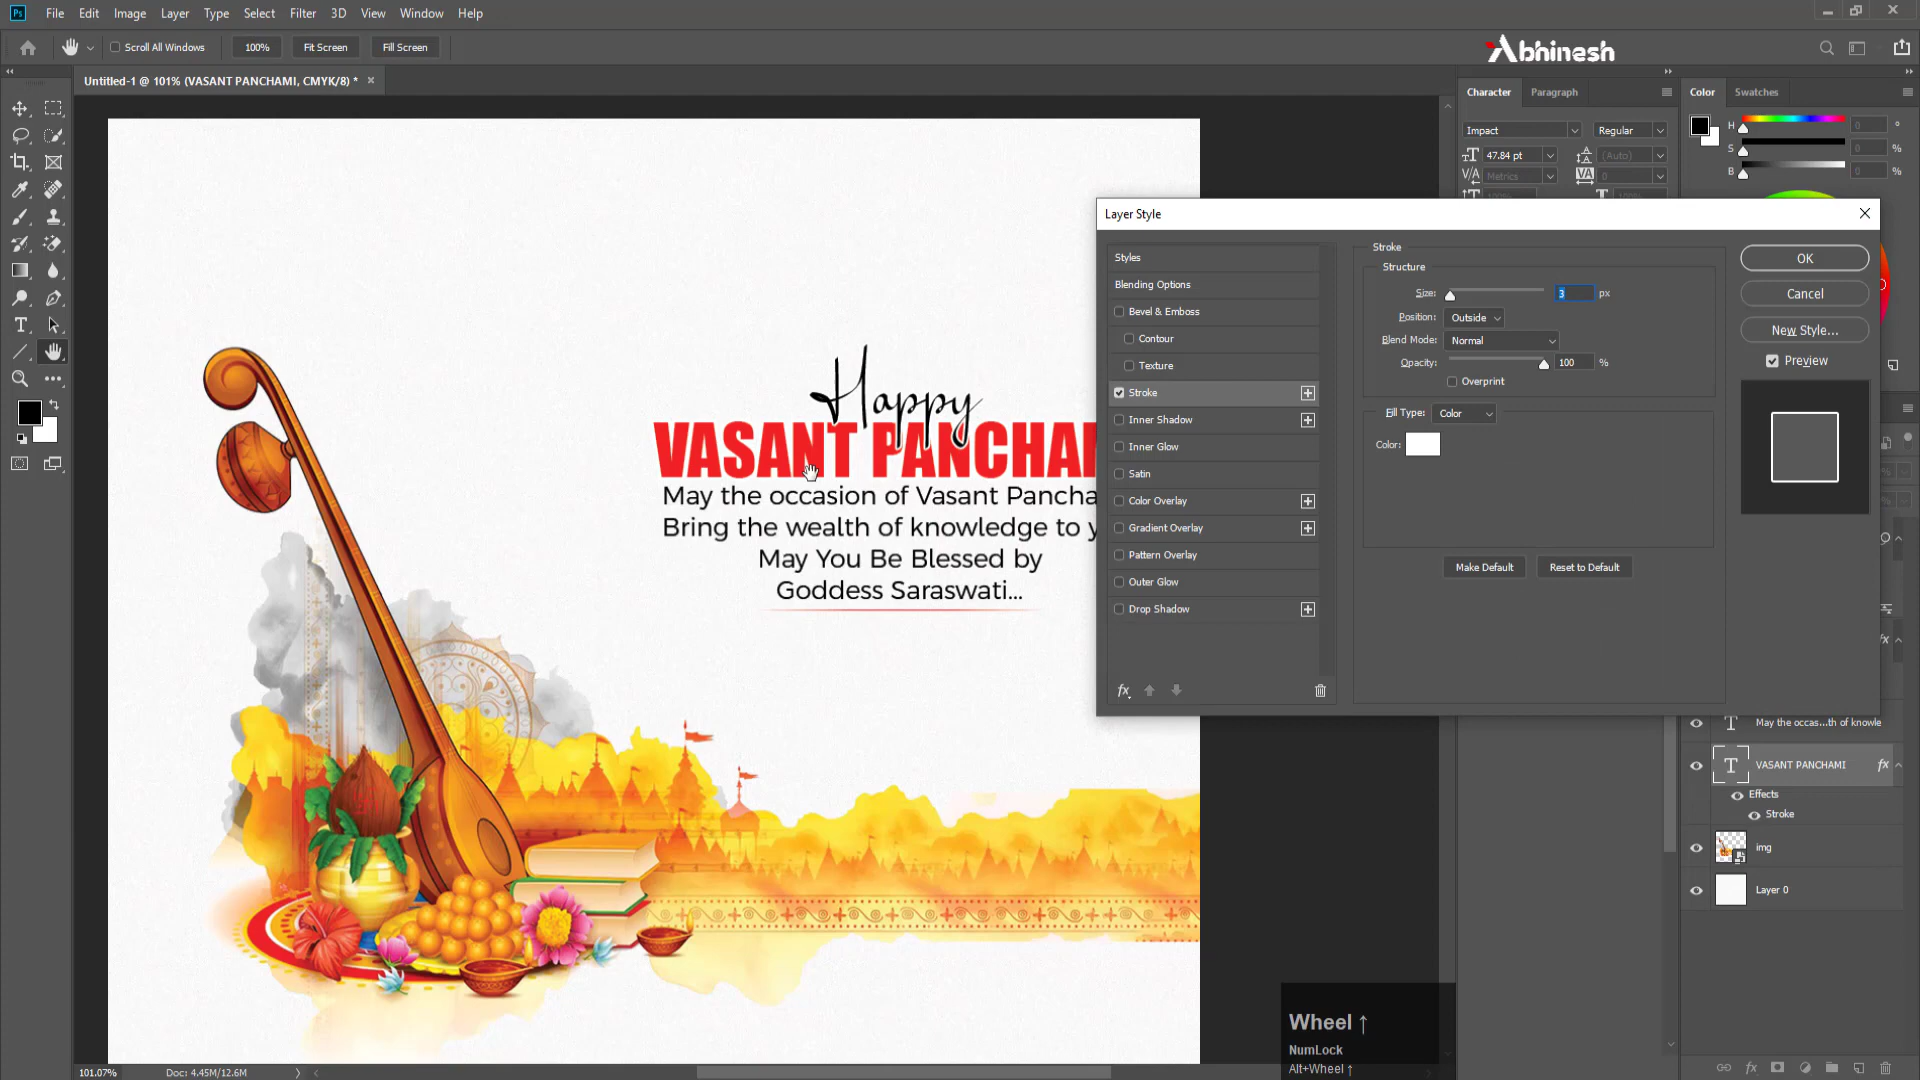 Ps File Edit Image Layer Type Select Filter 3D View Window Help
Scroll All Windows 100% Fit Screen Fill Screen
Abhinesh
Untitled-1 @ 101% (VASANT PANCHAMI, CMYK/8) *
Character Paragraph
Color Swatches
Impact Regular
47.84 pt (Auto)
Metrics 0
H 0 °
S 0 %
B 0 %
Happy
VASANT PANCHAM
May the occasion of Vasant Pancha
Bring the wealth of knowledge to y
May You Be Blessed by
Goddess Saraswati...
Layer Style
Styles
Blending Options
Bevel & Emboss
Contour
Texture
Stroke
Inner Shadow
Inner Glow
Satin
Color Overlay
Gradient Overlay
Pattern Overlay
Outer Glow
Drop Shadow
fx
Stroke
Structure
Size: 3 px
Position: Outside
Blend Mode: Normal
Opacity: 100 %
Overprint
Fill Type: Color
Color:
Make Default Reset to Default
OK
Cancel
New Style...
Preview
May the occas...th of knowle
VASANT PANCHAMI fx
Effects
Stroke
img
Layer 0
Wheel ↑
NumLock
Alt+Wheel ↑
101.07% Doc: 4.45M/12.6M